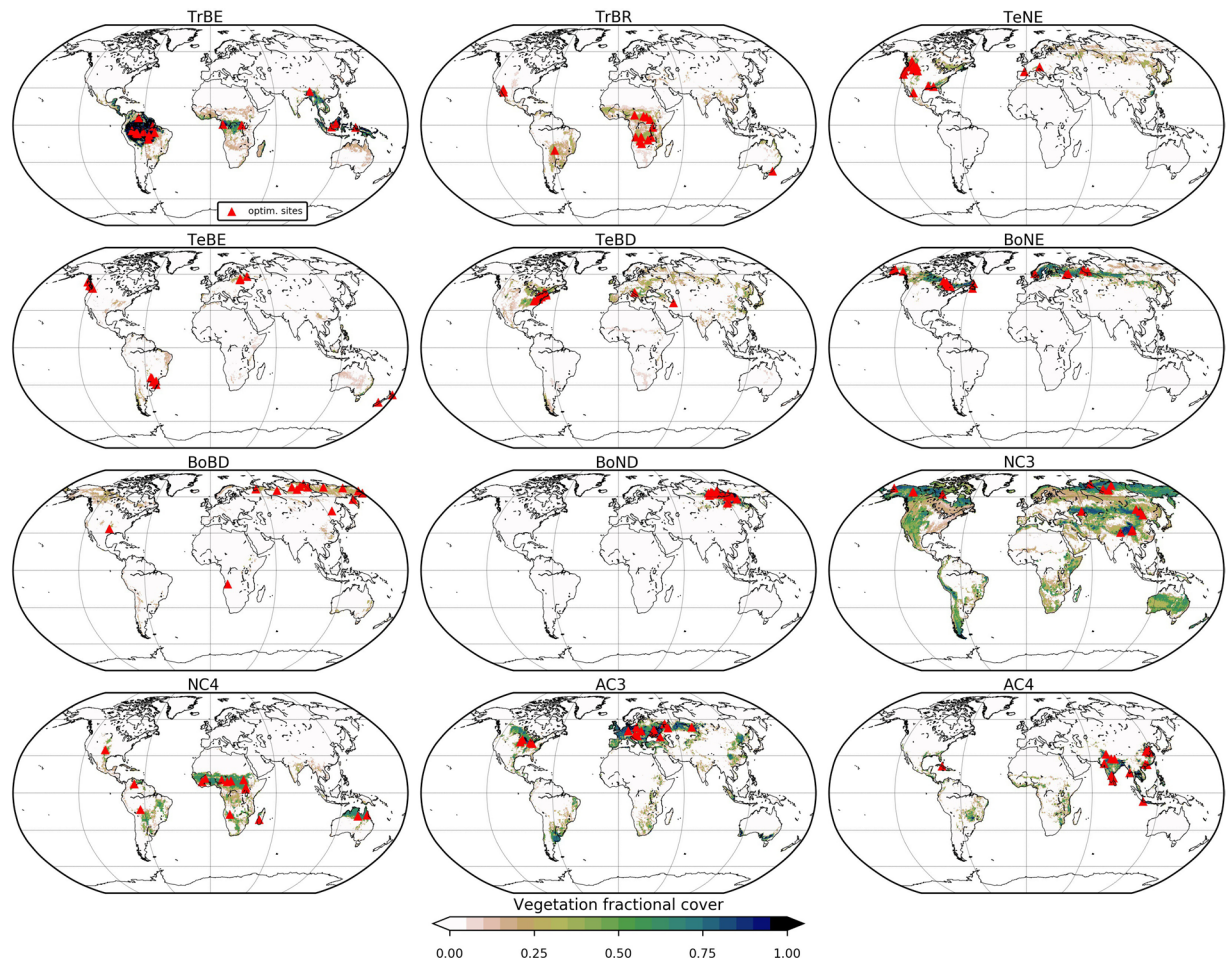 TrBE TrBR TeNE
optim. sites
TeBE TeBD BoNE
BoBD BoND NC3
NC4 AC3 AC4
Vegetation fractional cover
0.00 0.25 0.50 0.75 1.00